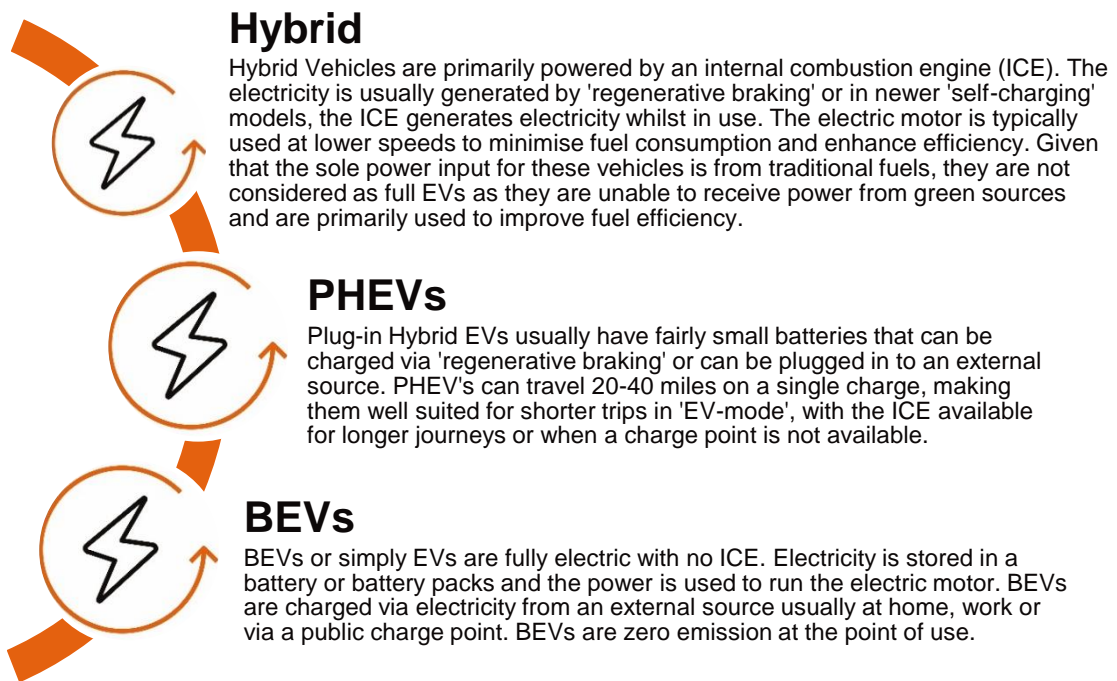 Hybrid
Hybrid Vehicles are primarily powered by an internal combustion engine (ICE). The
electricity is usually generated by 'regenerative braking' or in newer 'self-charging'
models, the ICE generates electricity whilst in use. The electric motor is typically
used at lower speeds to minimise fuel consumption and enhance efficiency. Given
that the sole power input for these vehicles is from traditional fuels, they are not
considered as full EVs as they are unable to receive power from green sources
and are primarily used to improve fuel efficiency.
PHEVs
Plug-in Hybrid EVs usually have fairly small batteries that can be
charged via 'regenerative braking' or can be plugged in to an external
source. PHEV's can travel 20-40 miles on a single charge, making
them well suited for shorter trips in 'EV-mode', with the ICE available
for longer journeys or when a charge point is not available.
BEVs
BEVs or simply EVs are fully electric with no ICE. Electricity is stored in a
battery or battery packs and the power is used to run the electric motor. BEVs
are charged via electricity from an external source usually at home, work or
via a public charge point. BEVs are zero emission at the point of use.